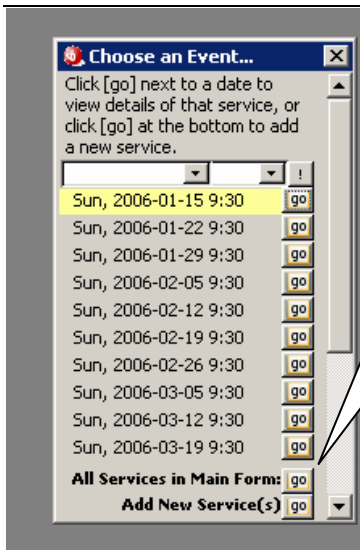 Choose an Event...
Click [go] next to a date to
view details of that service, or
click [go] at the bottom to add
a new service.
!
Sun, 2006-01-15 9:30 go
Sun, 2006-01-22 9:30 go
Sun, 2006-01-29 9:30 go
Sun, 2006-02-05 9:30 go
Sun, 2006-02-12 9:30 go
Sun, 2006-02-19 9:30 go
Sun, 2006-02-26 9:30 go
Sun, 2006-03-05 9:30 go
Sun, 2006-03-12 9:30 go
Sun, 2006-03-19 9:30 go
All Services in Main Form: go
Add New Service(s) go